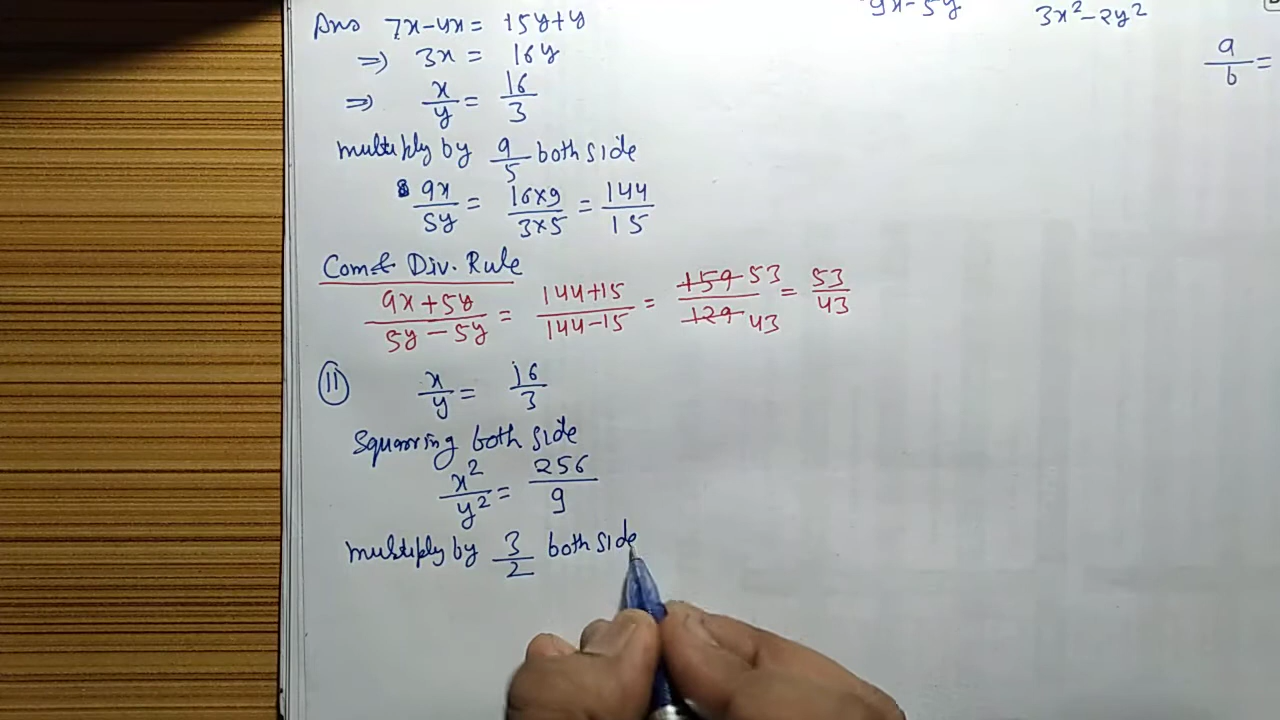 Ans 7x-4x = 15y+y
9x-5y
3x²-2y²
⇒ 3x = 16y
a/b =
⇒ x/y = 16/3
multiply by 9/5 both side
9x/5y = 16×9/3×5 = 144/15
Com & Div. Rule
9x+5y/5y-5y = 144+15/144-15 = 159 53/129 43 = 53/43
(II) x/y = 16/3
Squarring both side
x²/y² = 256/9
multiply by 3/2 both side